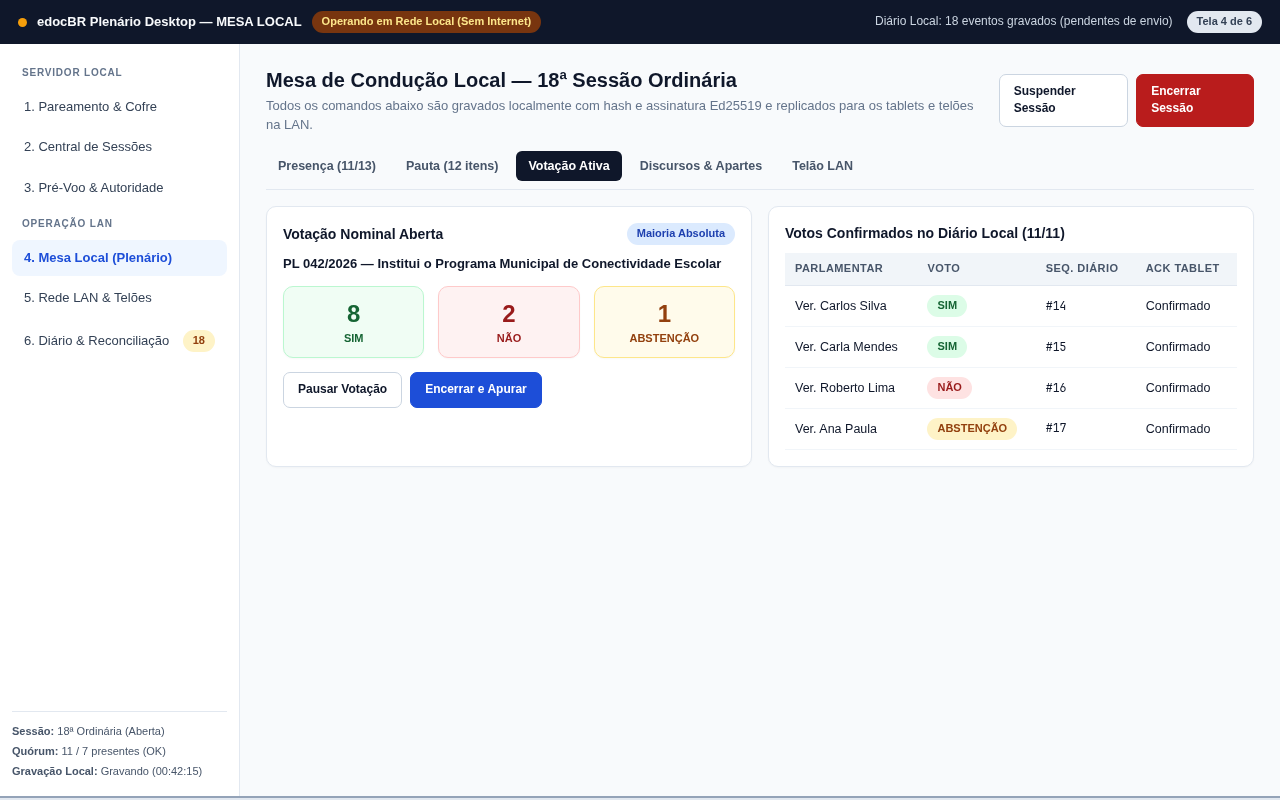 edocBR Plenário Desktop — MESA LOCAL
Operando em Rede Local (Sem Internet)
Diário Local: 18 eventos gravados (pendentes de envio)
Tela 4 de 6
SERVIDOR LOCAL
1. Pareamento & Cofre
2. Central de Sessões
3. Pré-Voo & Autoridade
OPERAÇÃO LAN
4. Mesa Local (Plenário)
5. Rede LAN & Telões
6. Diário & Reconciliação 18
Sessão: 18ª Ordinária (Aberta)
Quórum: 11 / 7 presentes (OK)
Gravação Local: Gravando (00:42:15)
Mesa de Condução Local — 18ª Sessão Ordinária
Todos os comandos abaixo são gravados localmente com hash e assinatura Ed25519 e replicados para os tablets e telões
na LAN.
Suspender
Sessão
Encerrar
Sessão
Presença (11/13)
Pauta (12 itens)
Votação Ativa
Discursos & Apartes
Telão LAN
Votação Nominal Aberta
Maioria Absoluta
PL 042/2026 — Institui o Programa Municipal de Conectividade Escolar
8
SIM
2
NÃO
1
ABSTENÇÃO
Pausar Votação
Encerrar e Apurar
Votos Confirmados no Diário Local (11/11)
PARLAMENTAR VOTO SEQ. DIÁRIO ACK TABLET
Ver. Carlos Silva SIM #14 Confirmado
Ver. Carla Mendes SIM #15 Confirmado
Ver. Roberto Lima NÃO #16 Confirmado
Ver. Ana Paula ABSTENÇÃO #17 Confirmado